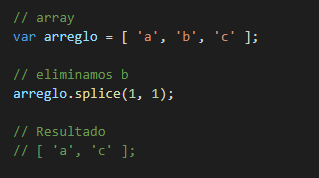 // array
var arreglo = [ 'a', 'b', 'c' ];
// eliminamos b
arreglo.splice(1, 1);
// Resultado
// [ 'a', 'c' ];